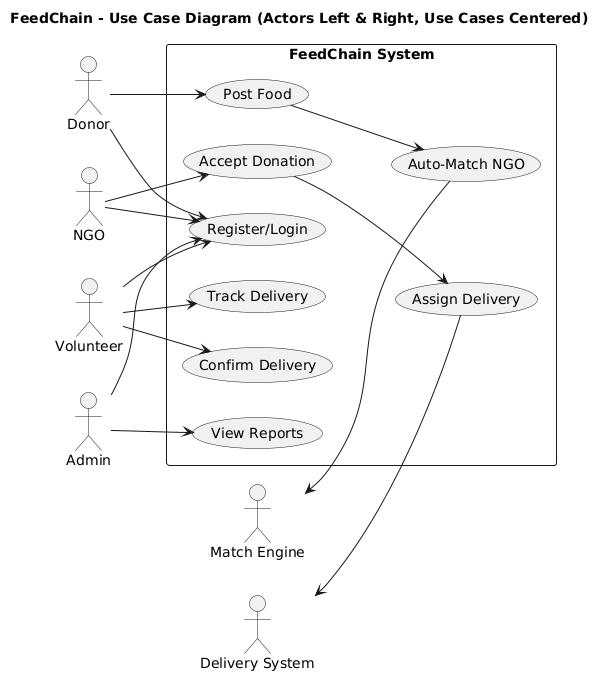 FeedChain - Use Case Diagram (Actors Left & Right, Use Cases Centered)
FeedChain System
Donor
Post Food
NGO
Accept Donation
Auto-Match NGO
Register/Login
Volunteer
Track Delivery
Assign Delivery
Confirm Delivery
Admin
View Reports
Match Engine
Delivery System